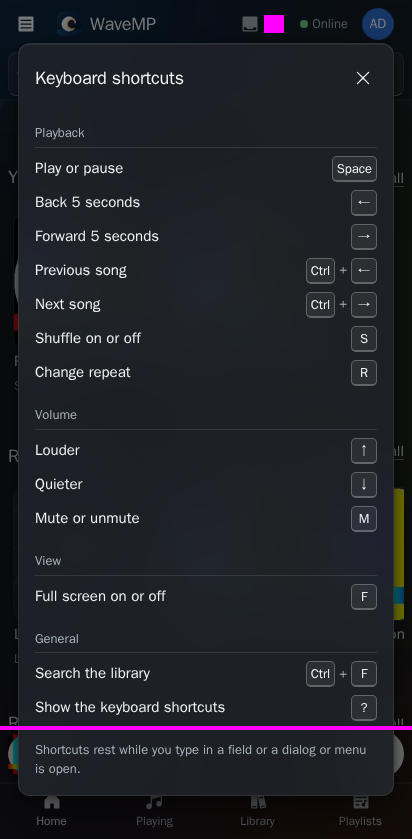 WaveMP
Online
AD
Keyboard shortcuts
Playback
Play or pause
Space
Back 5 seconds
←
Forward 5 seconds
→
Previous song
Ctrl + ←
Next song
Ctrl + →
Shuffle on or off
S
Change repeat
R
Volume
Louder
↑
Quieter
↓
Mute or unmute
M
View
Full screen on or off
F
General
Search the library
Ctrl + F
Show the keyboard shortcuts
?
Shortcuts rest while you type in a field or a dialog or menu
is open.
Home
Playing
Library
Playlists